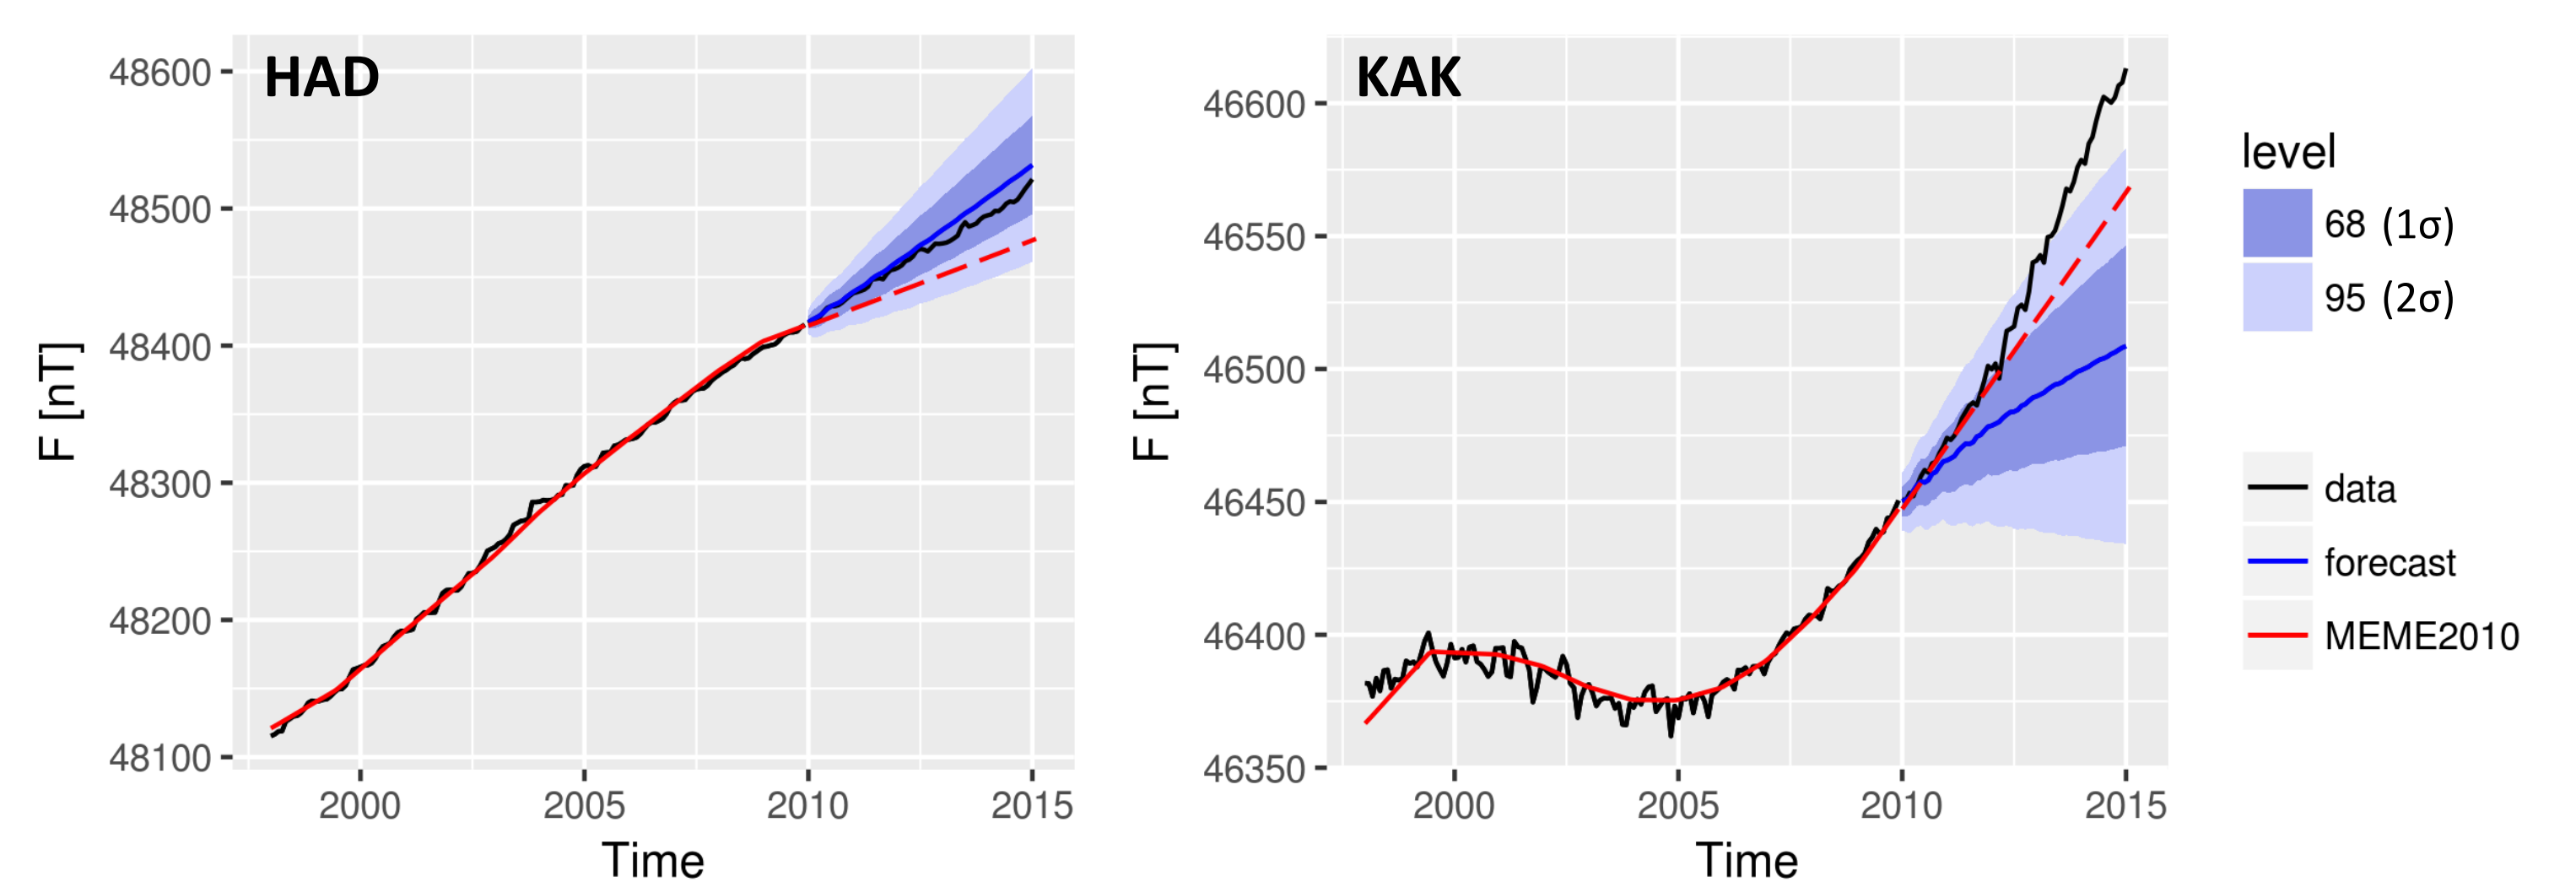 HAD
F [nT]
48600
48500
48400
48300
48200
48100
2000 2005 2010 2015
Time
KAK
F [nT]
46600
46550
46500
46450
46400
46350
2000 2005 2010 2015
Time
level
68 (1σ)
95 (2σ)
data
forecast
MEME2010